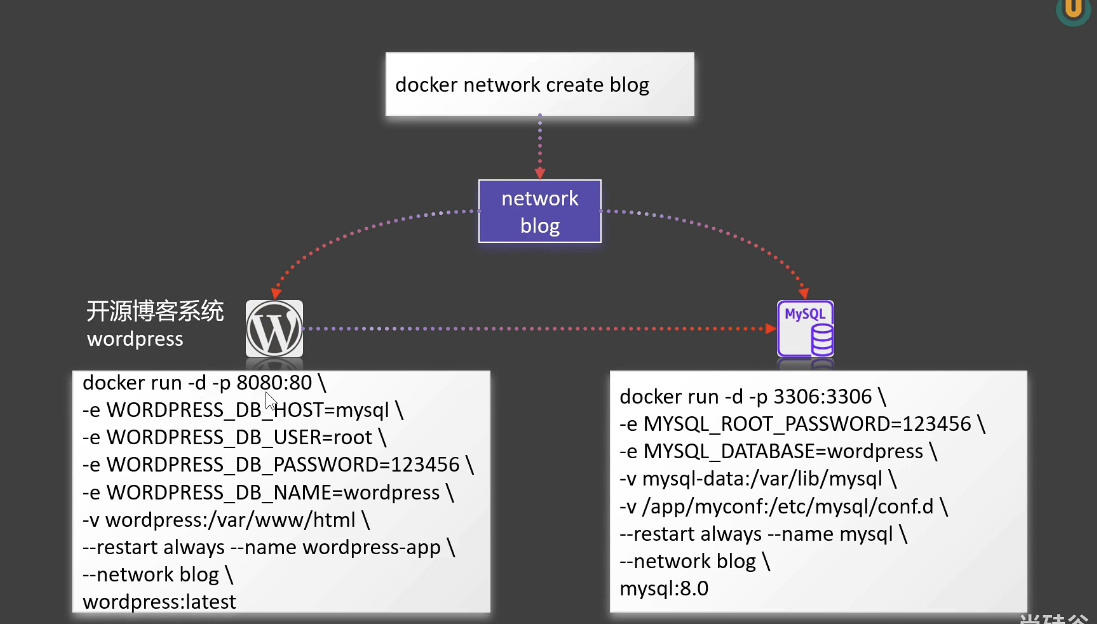 docker network create blog
network
blog
开源博客系统
wordpress
MySQL
docker run -d -p 8080:80 \
-e WORDPRESS_DB_HOST=mysql \
-e WORDPRESS_DB_USER=root \
-e WORDPRESS_DB_PASSWORD=123456 \
-e WORDPRESS_DB_NAME=wordpress \
-v wordpress:/var/www/html \
--restart always --name wordpress-app \
--network blog \
wordpress:latest
docker run -d -p 3306:3306 \
-e MYSQL_ROOT_PASSWORD=123456 \
-e MYSQL_DATABASE=wordpress \
-v mysql-data:/var/lib/mysql \
-v /app/myconf:/etc/mysql/conf.d \
--restart always --name mysql \
--network blog \
mysql:8.0